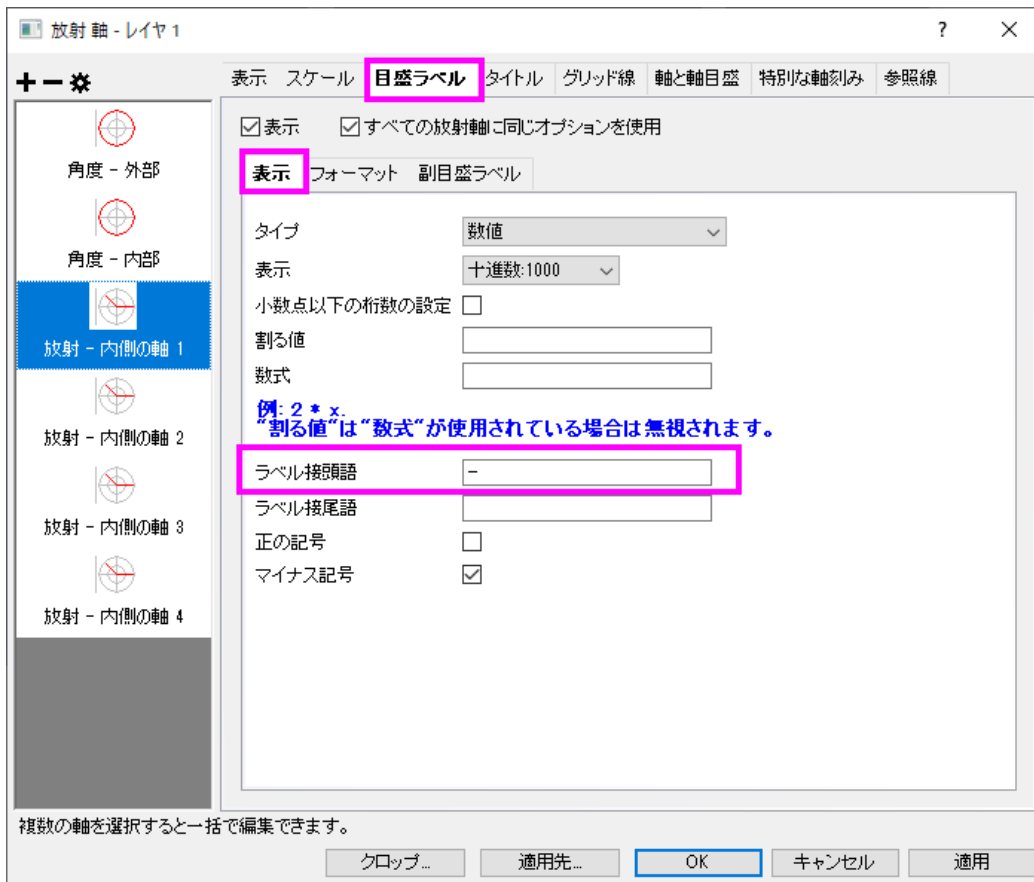 放射 軸 - レイヤ 1
?
表示 スケール 目盛ラベル タイトル グリッド線 軸と軸目盛 特別な軸刻み 参照線
角度 - 外部
角度 - 内部
放射 - 内側の軸 1
放射 - 内側の軸 2
放射 - 内側の軸 3
放射 - 内側の軸 4
表示 すべての放射軸に同じオプションを使用
表示 フォーマット 副目盛ラベル
タイプ 数値
表示 十進数:1000
小数点以下の桁数の設定
割る値
数式
例: 2 * x.
"割る値"は"数式"が使用されている場合は無視されます。
ラベル接頭語 -
ラベル接尾語
正の記号
マイナス記号
複数の軸を選択すると一括で編集できます。
クロップ... 適用先... OK キャンセル 適用